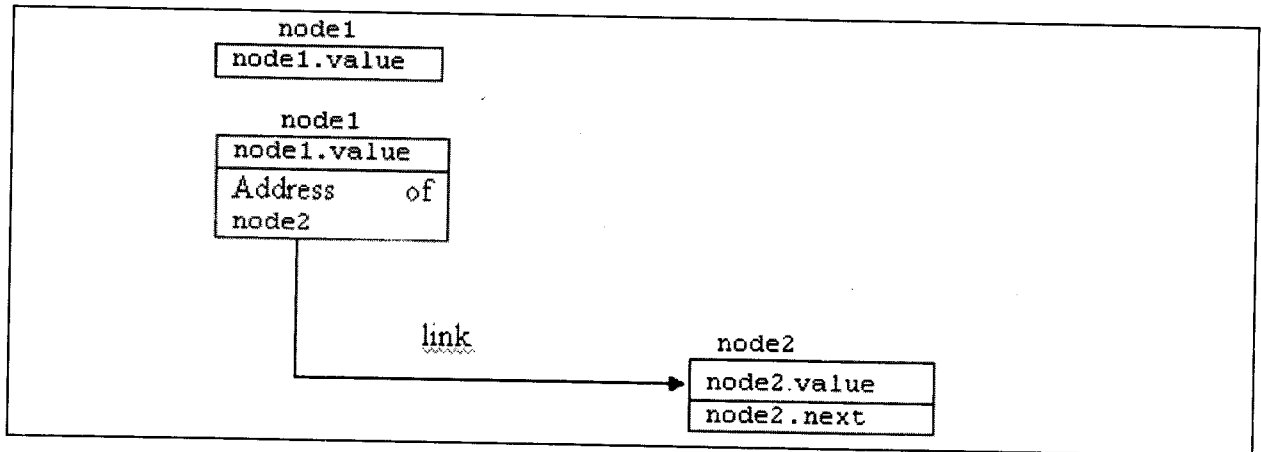 node1
node1.value
node1
node1.value
Address of
node2
link
node2
node2.value
node2.next